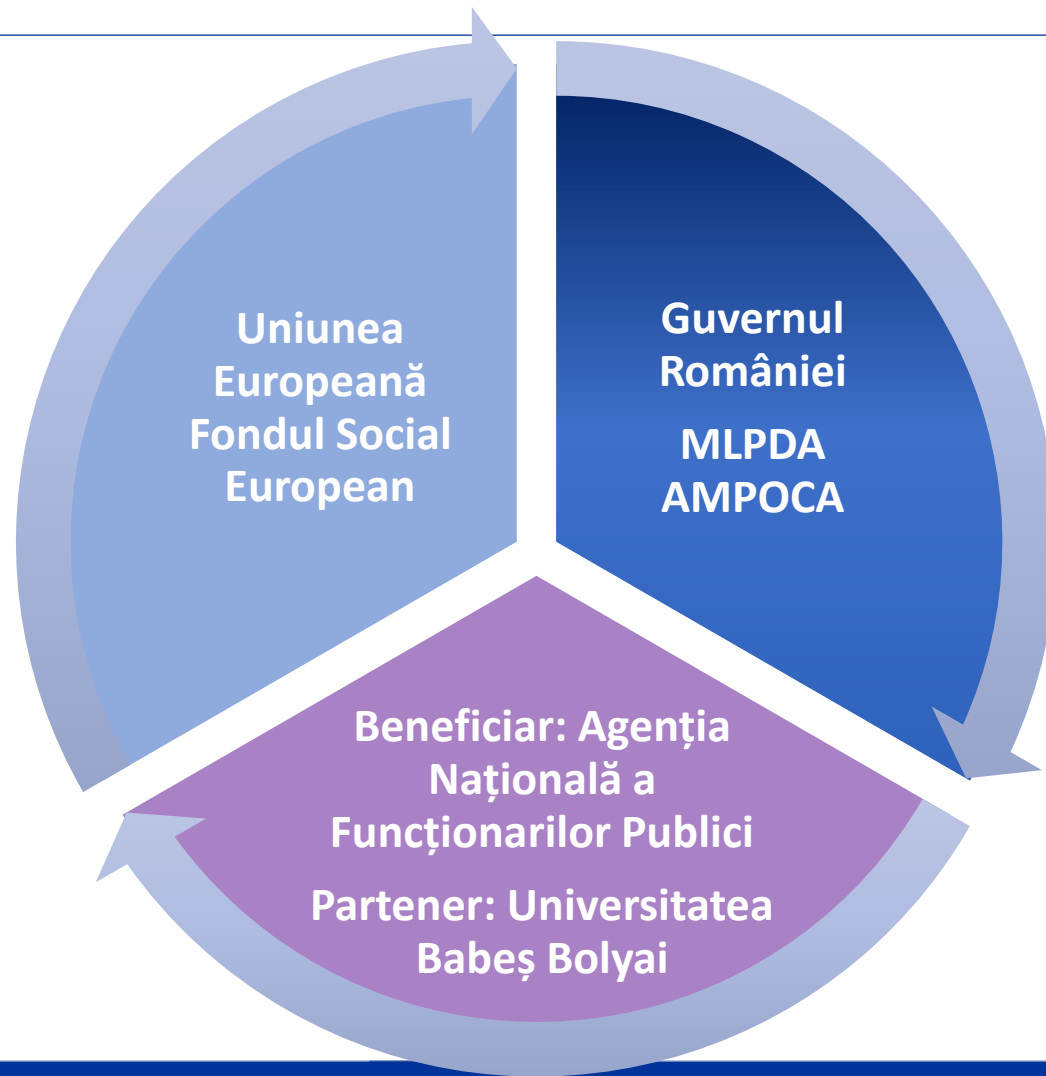 Uniunea
Europeană
Fondul Social
European
Guvernul
României
MLPDA
AMPOCA
Beneficiar: Agenția
Națională a
Funcționarilor Publici
Partener: Universitatea
Babeș Bolyai